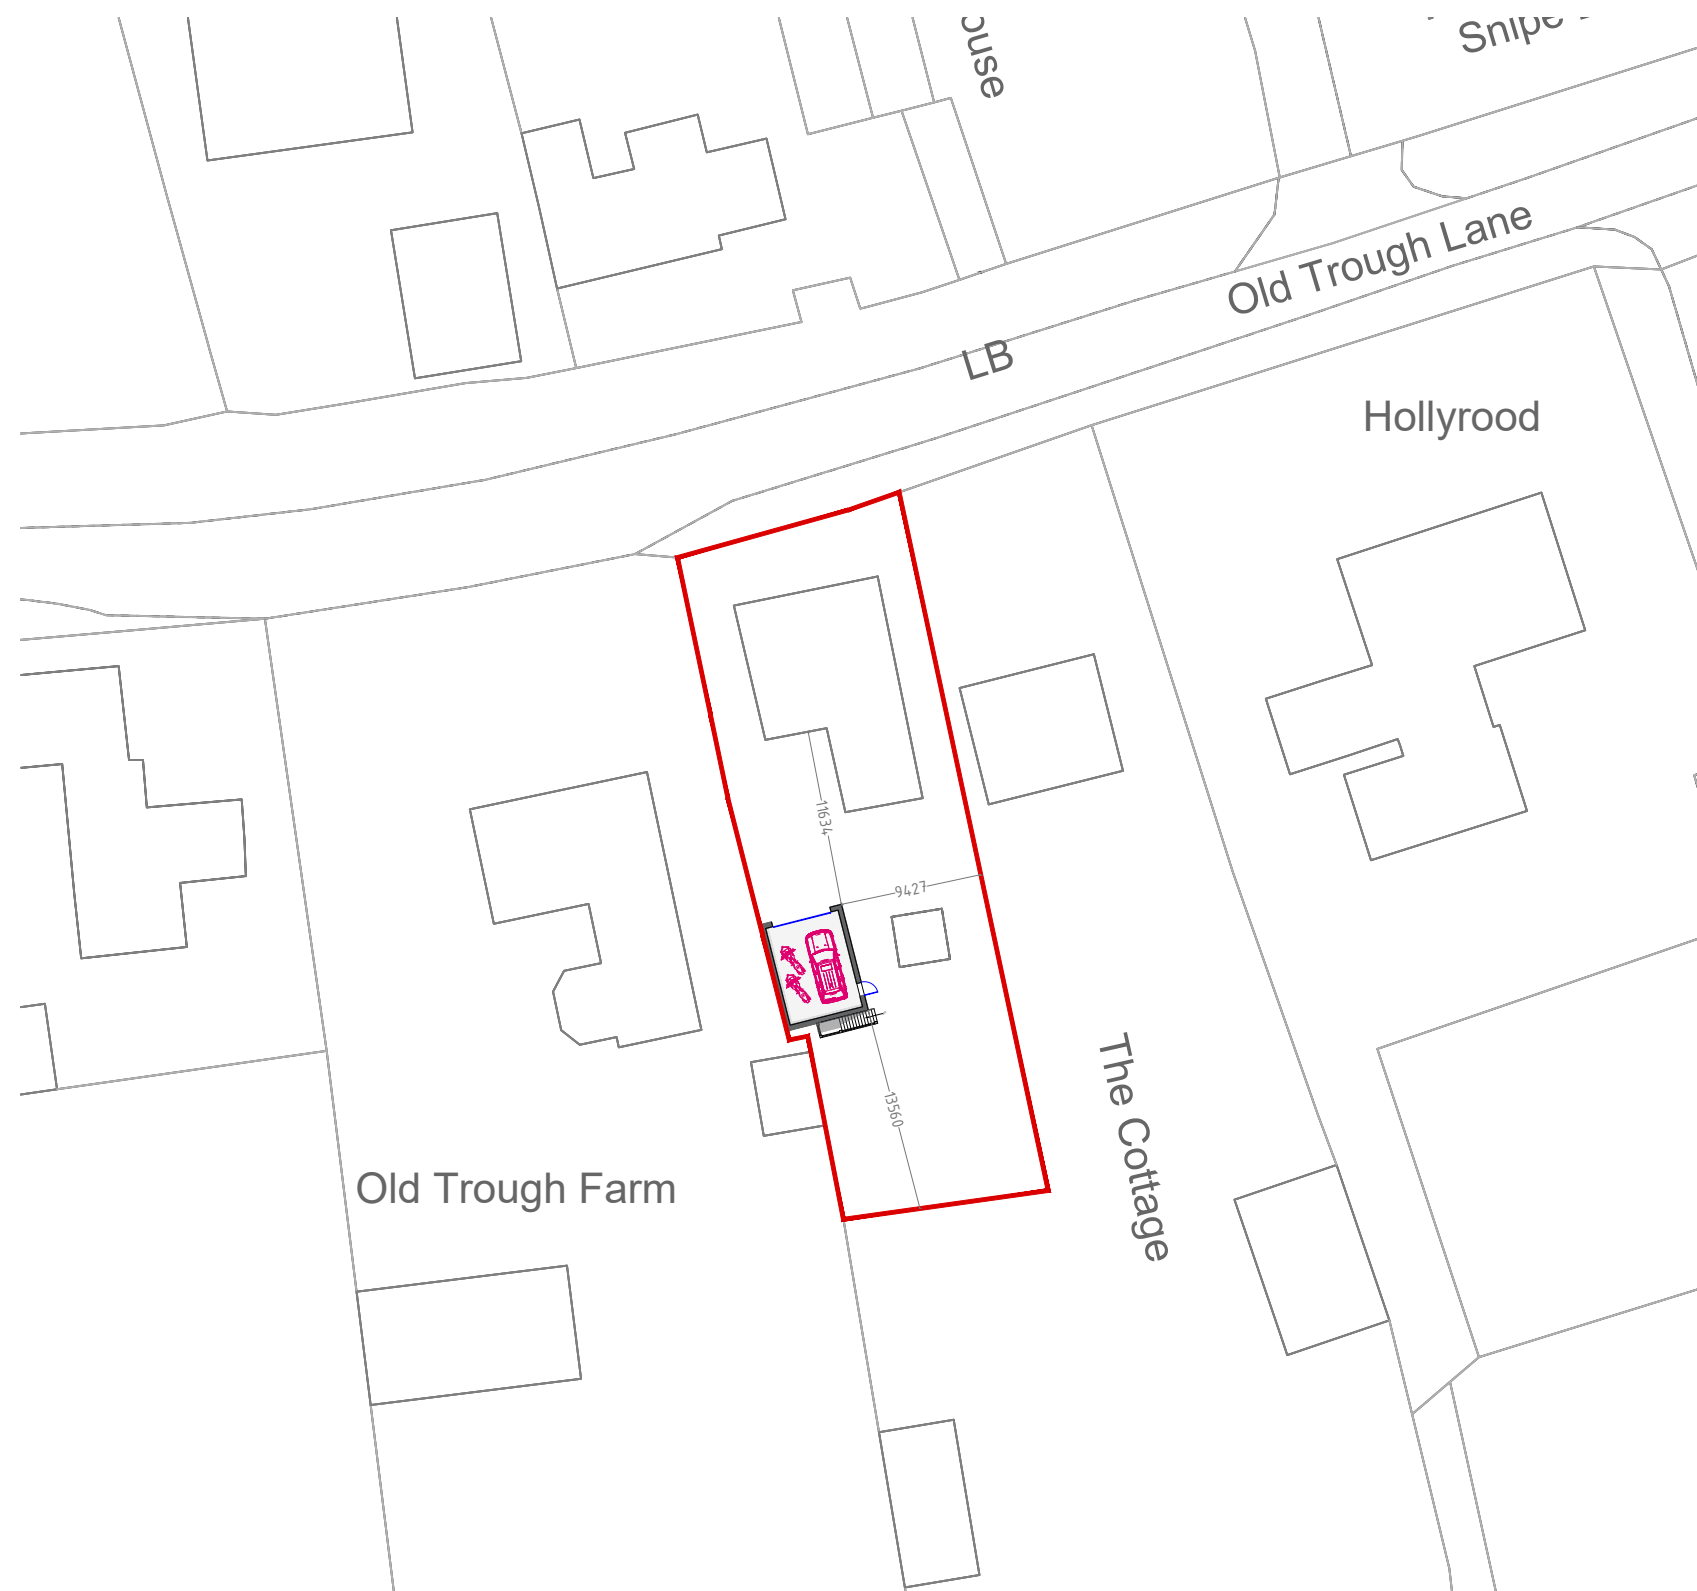 ouse
Snipe
Old Trough Lane
LB
Hollyrood
11634
9427
13560
The Cottage
Old Trough Farm